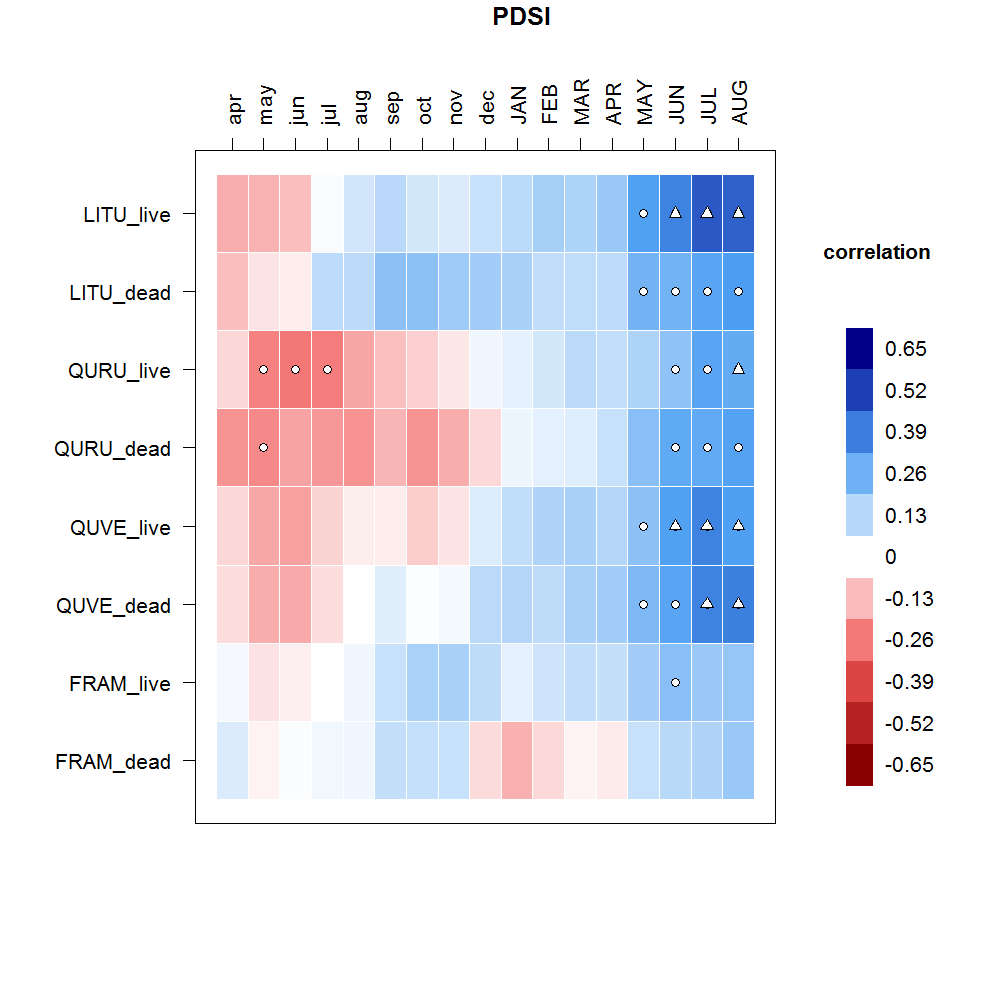 PDSI
apr may jun jul aug sep oct nov dec JAN FEB MAR APR MAY JUN JUL AUG
LITU_live
LITU_dead
QURU_live
QURU_dead
QUVE_live
QUVE_dead
FRAM_live
FRAM_dead
correlation
0.65
0.52
0.39
0.26
0.13
0
-0.13
-0.26
-0.39
-0.52
-0.65